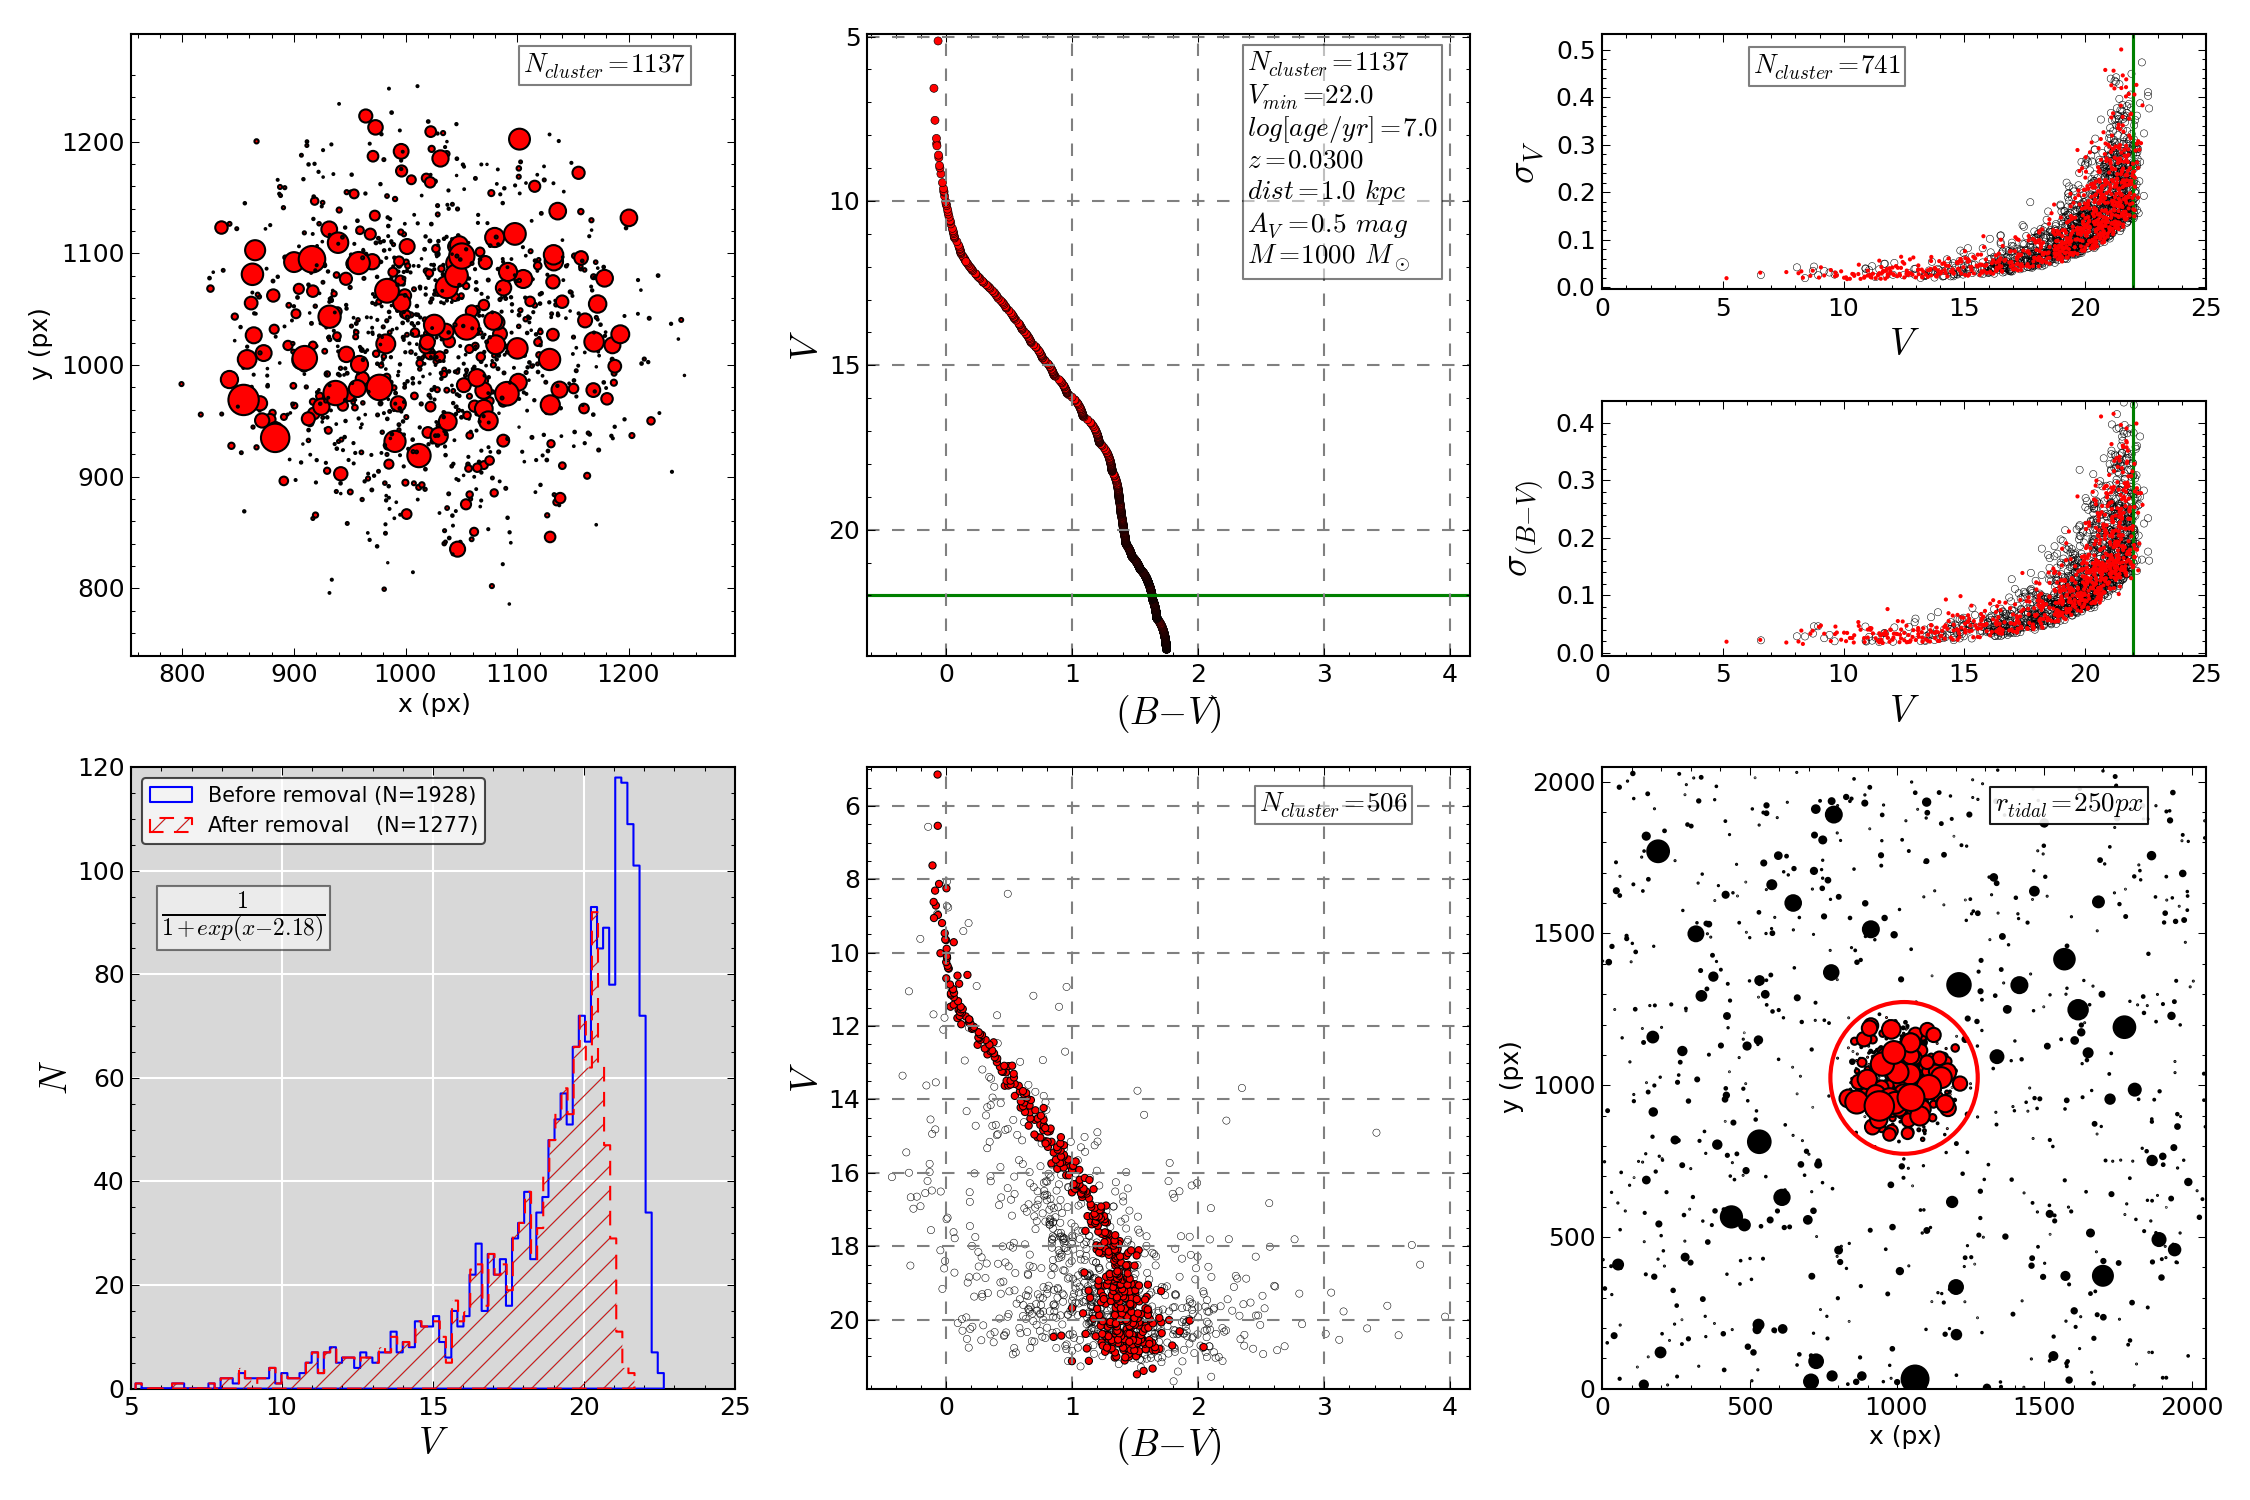 N_cluster = 1137
1200
1100
1000
900
800
y (px)
800 900 1000 1100 1200
x (px)
N_cluster = 1137
V_min = 22.0
log[age/yr] = 7.0
z = 0.0300
dist = 1.0 kpc
A_V = 0.5 mag
M = 1000 M_⊙
5
10
15
20
V
0 1 2 3 4
(B−V)
N_cluster = 741
0.5
0.4
0.3
0.2
0.1
0.0
σ_V
0 5 10 15 20 25
V
0.4
0.3
0.2
0.1
0.0
σ_(B−V)
0 5 10 15 20 25
V
Before removal (N=1928)
After removal (N=1277)
1
1+exp(x−2.18)
120
100
80
60
40
20
0
N
5 10 15 20 25
V
N_cluster = 506
6
8
10
12
14
16
18
20
V
0 1 2 3 4
(B−V)
r_tidal = 250px
2000
1500
1000
500
0
y (px)
0 500 1000 1500 2000
x (px)